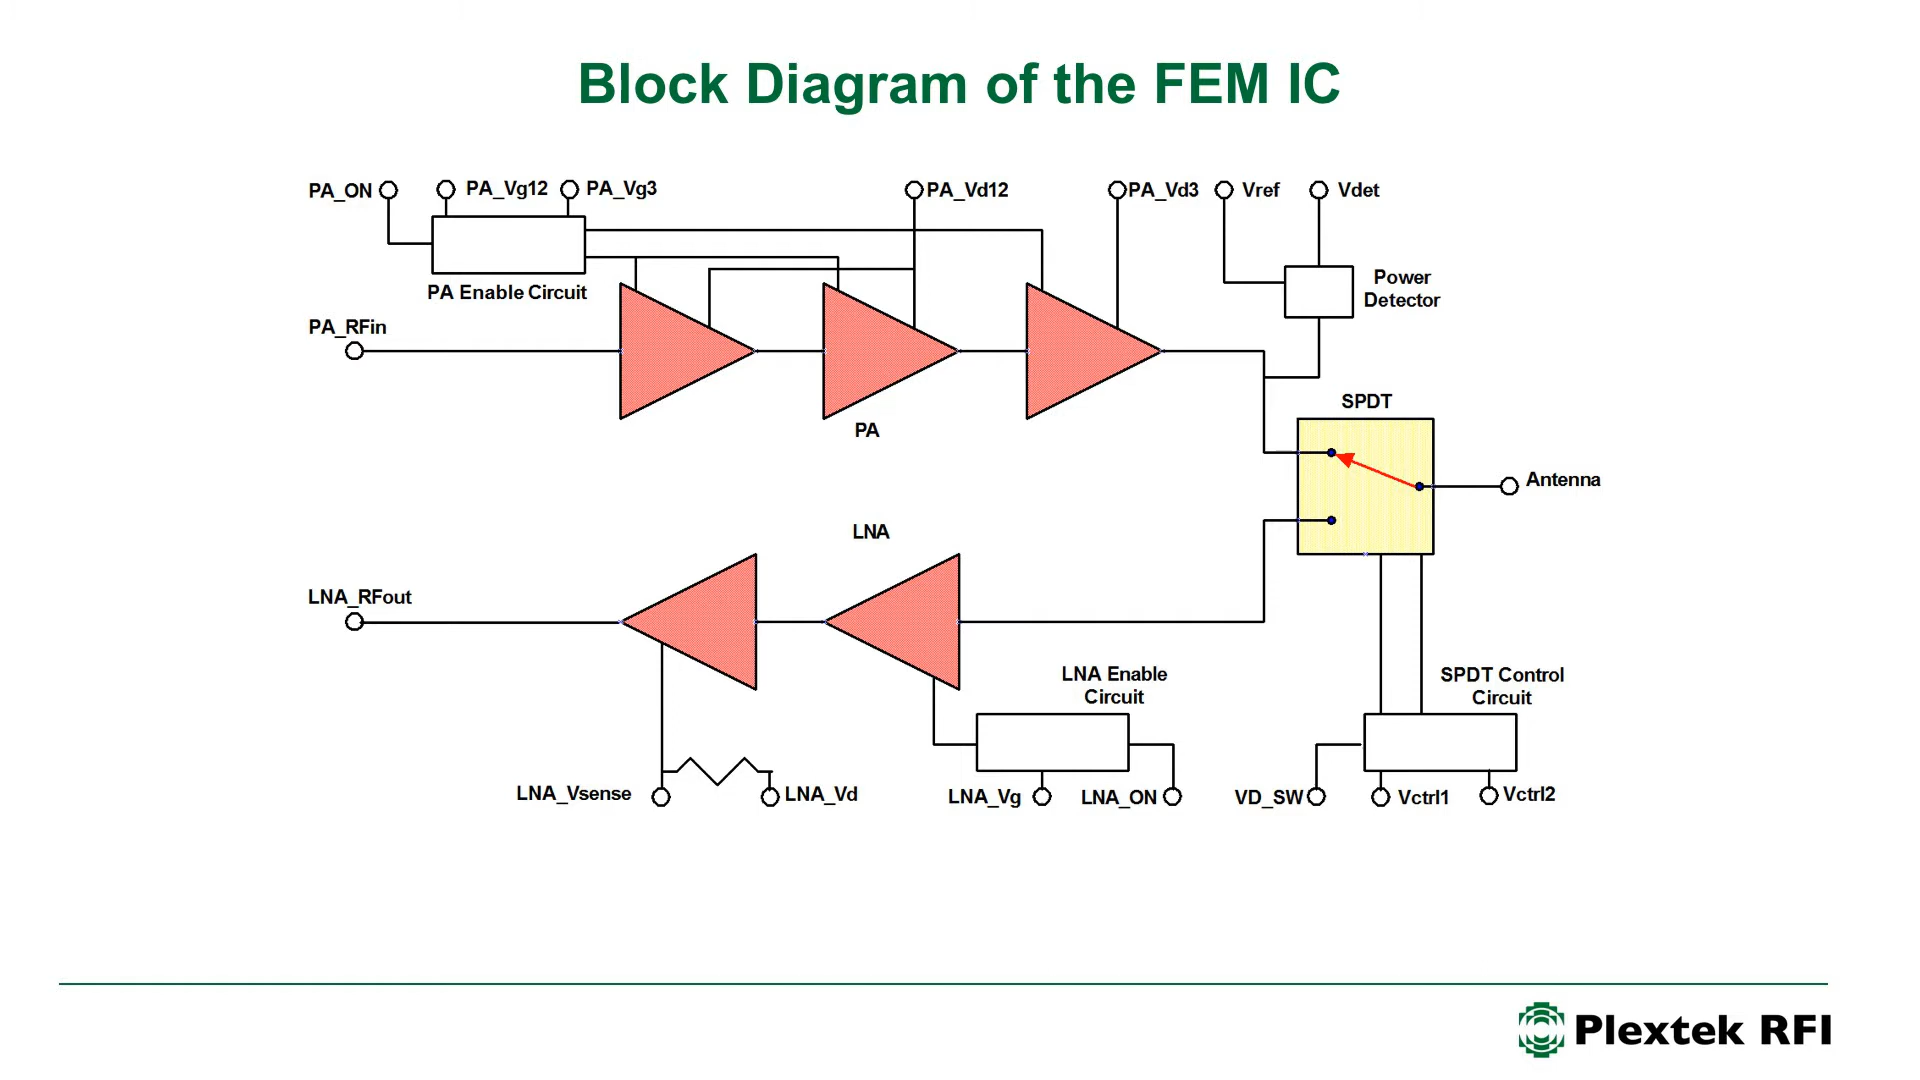 Block Diagram of the FEM IC
PA_ON
PA_Vg12
PA_Vg3
PA_Vd12
PA_Vd3
Vref
Vdet
PA Enable Circuit
Power
Detector
PA_RFin
SPDT
PA
Antenna
LNA
LNA_RFout
LNA Enable
Circuit
SPDT Control
Circuit
LNA_Vsense
LNA_Vd
LNA_Vg
LNA_ON
VD_SW
Vctrl1
Vctrl2
Plextek RFI